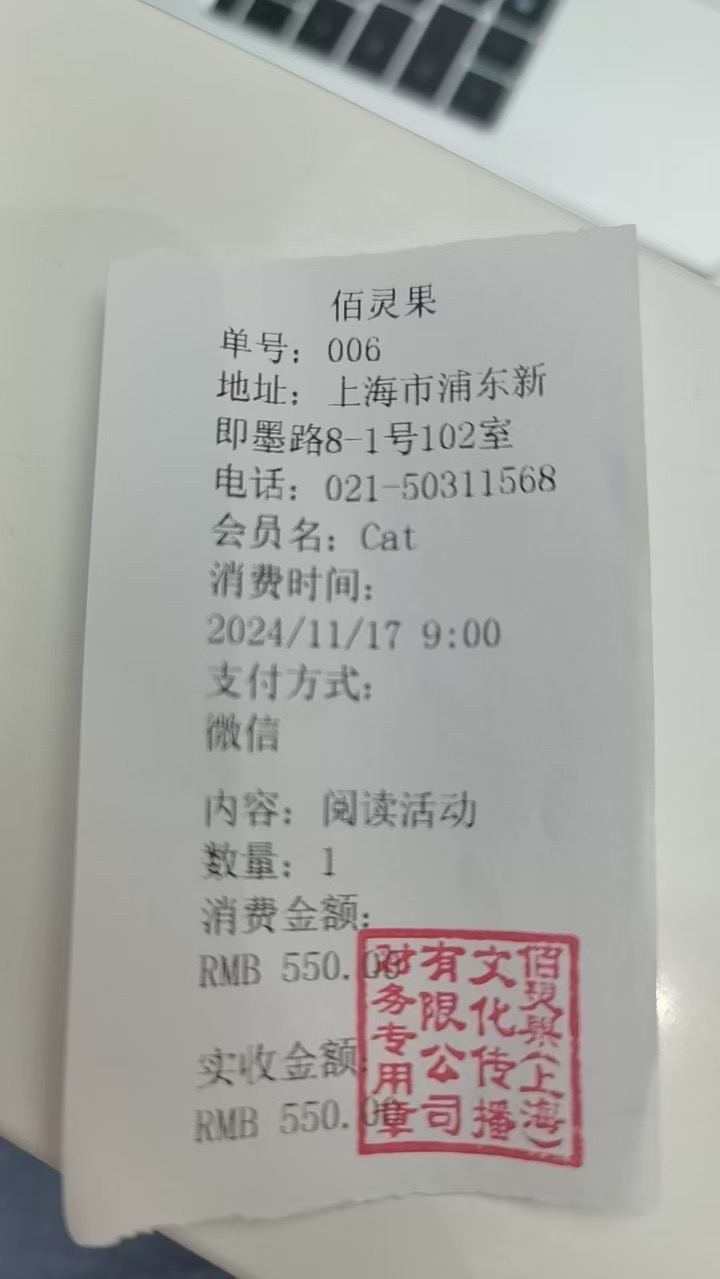 佰灵果
单号：006
地址：上海市浦东新
即墨路8-1号102室
电话：021-50311568
会员名：Cat
消费时间：
2024/11/17 9:00
支付方式：
微信
内容：阅读活动
数量：1
消费金额：
RMB 550.00
实收金额：
RMB 550.00
佰灵果（上海）
文化传播
有限公司
财务专用章